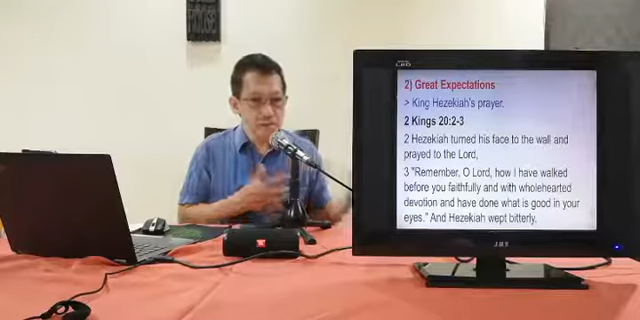 2) Great Expectations
> King Hezekiah's prayer.
2 Kings 20:2-3
2 Hezekiah turned his face to the wall and
prayed to the Lord,
3 "Remember, O Lord, how I have walked
before you faithfully and with wholehearted
devotion and have done what is good in your
eyes." And Hezekiah wept bitterly.
JBL